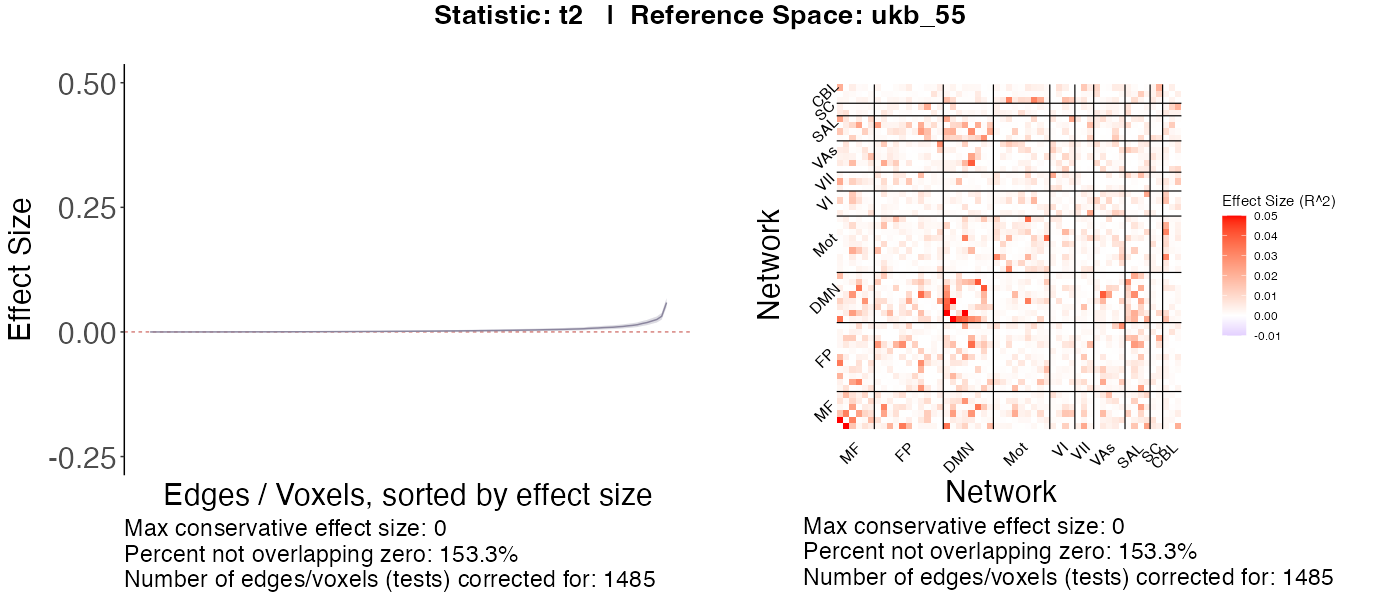 Statistic: t2 | Reference Space: ukb_55
Effect Size
0.50
0.25
0.00
-0.25
Edges / Voxels, sorted by effect size
Max conservative effect size: 0
Percent not overlapping zero: 153.3%
Number of edges/voxels (tests) corrected for: 1485
Network
CBL
SC
SAL
VAs
VII
VI
Mot
DMN
FP
MF
MF
FP
DMN
Mot
VI
VII
VAs
SAL
SC
CBL
Network
Effect Size (R^2)
0.05
0.04
0.03
0.02
0.01
0.00
-0.01
Max conservative effect size: 0
Percent not overlapping zero: 153.3%
Number of edges/voxels (tests) corrected for: 1485